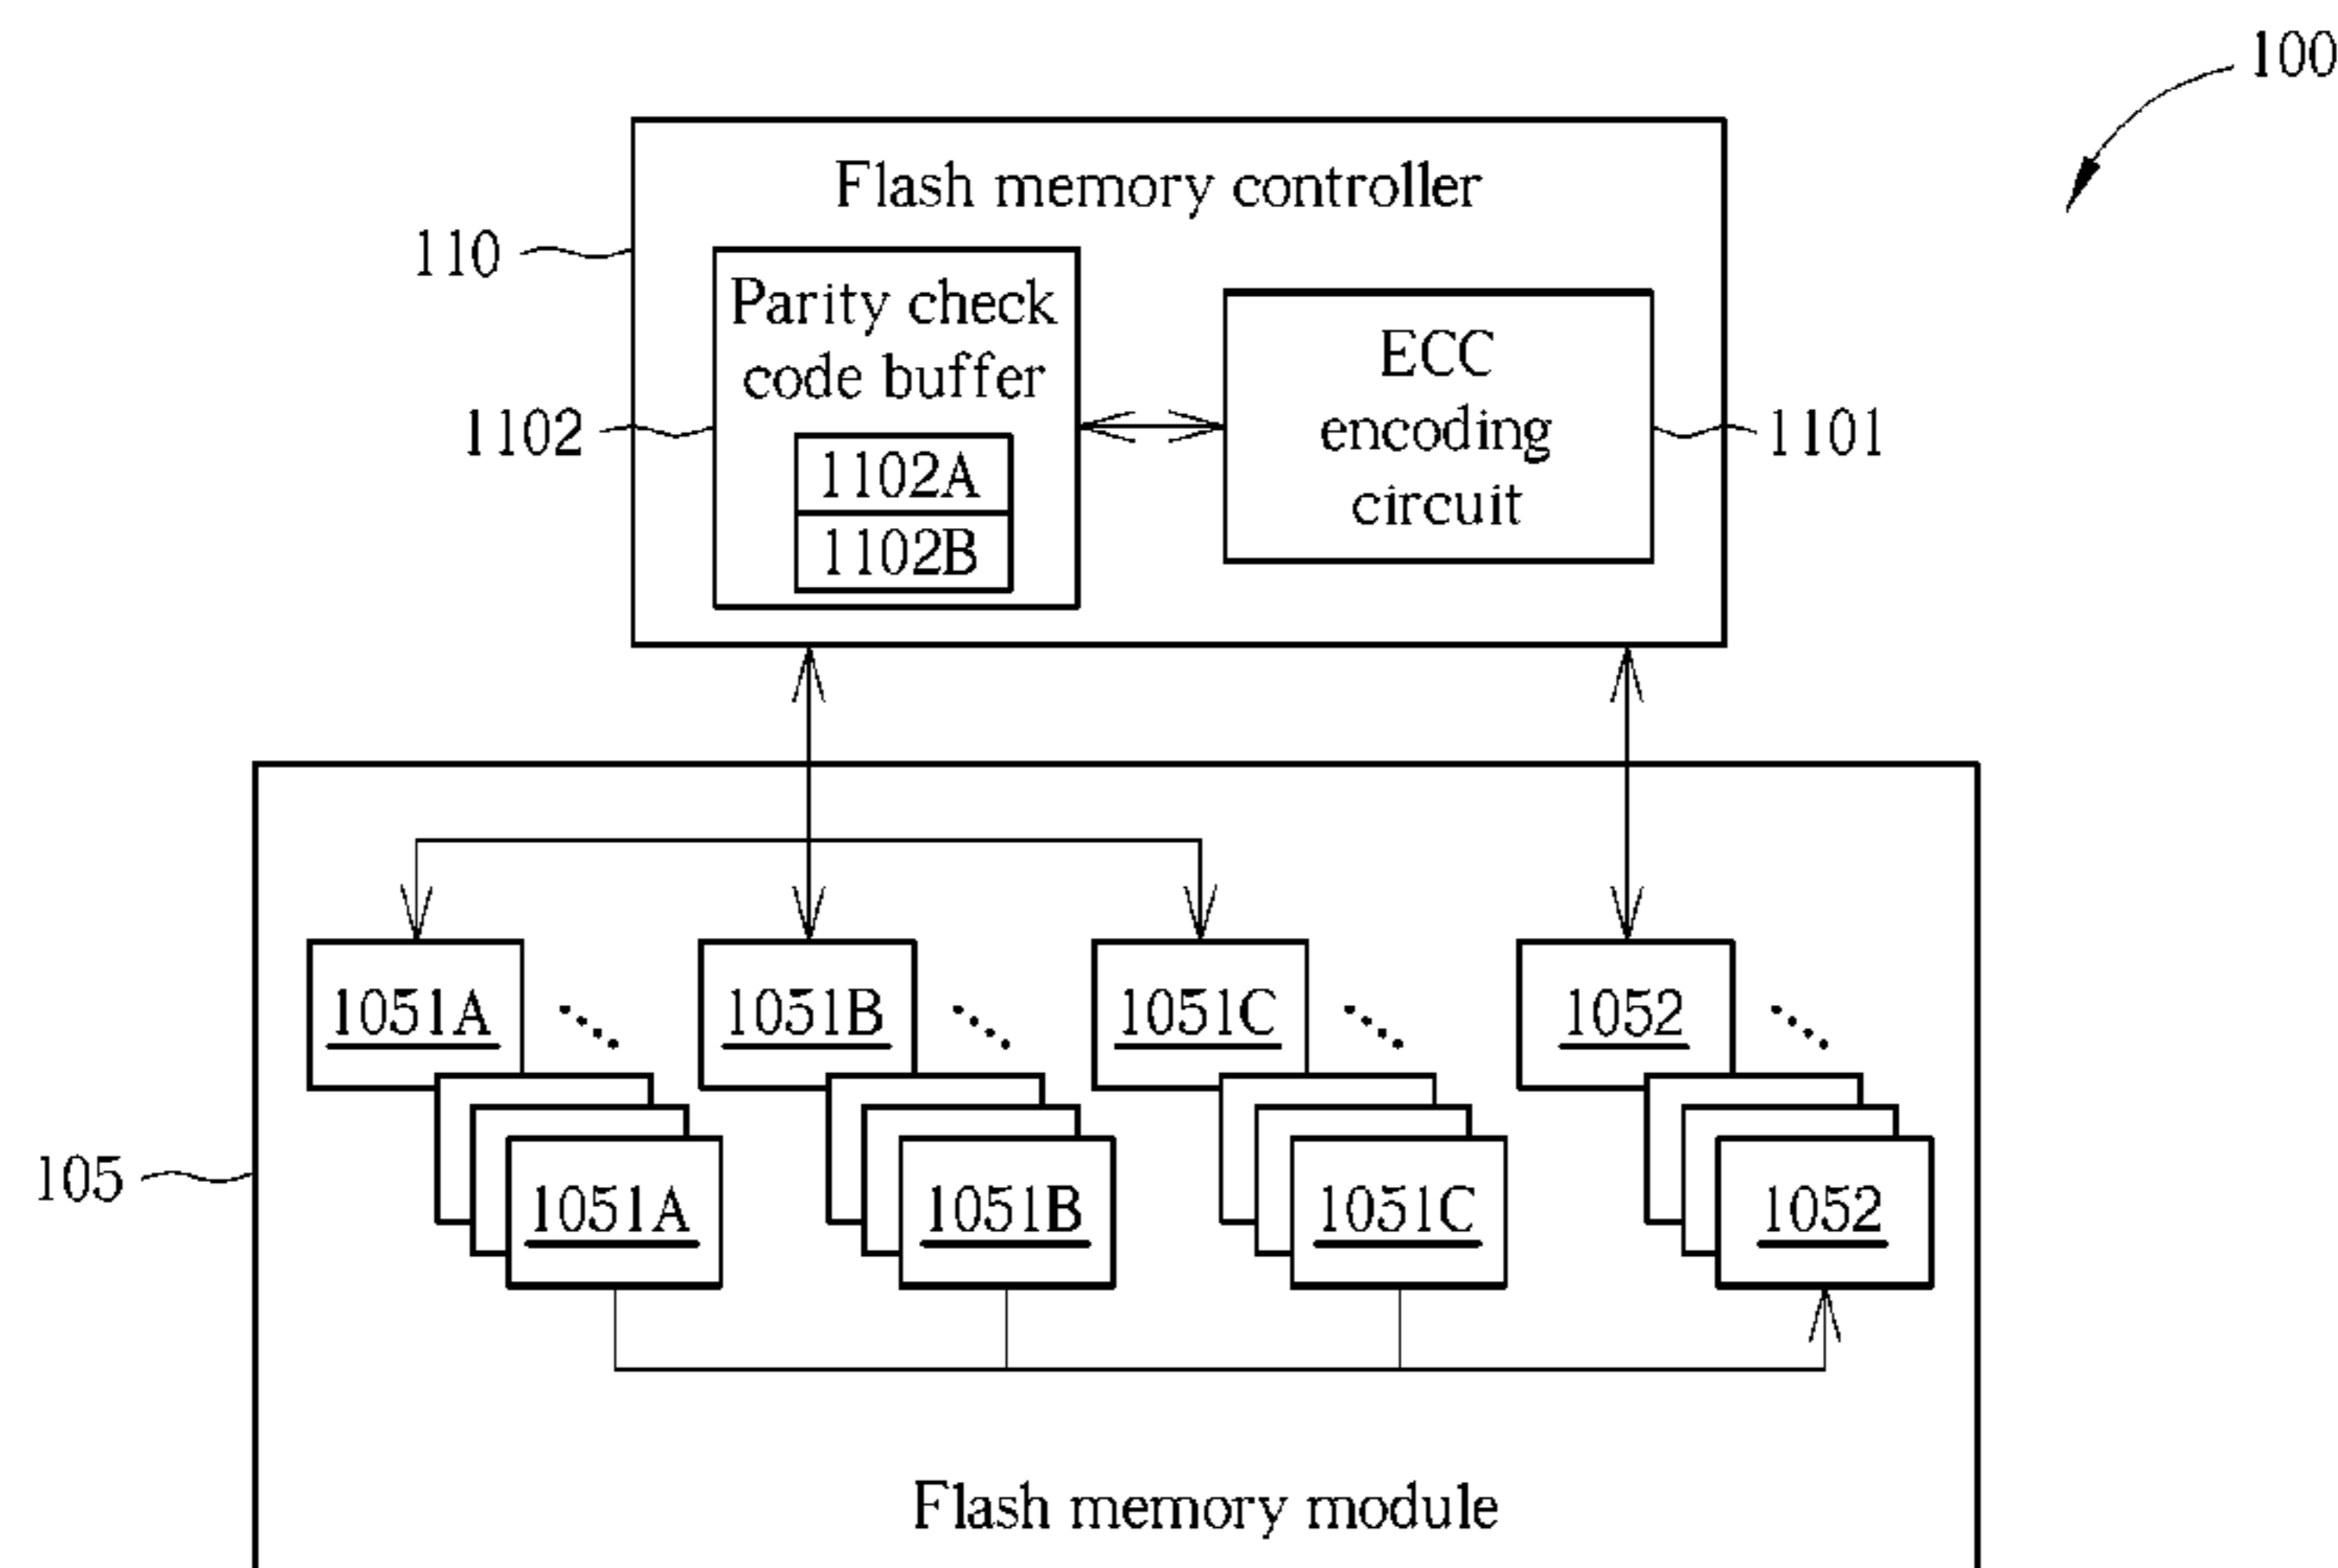 100
Flash memory controller
110
Parity check
code buffer
ECC
encoding
circuit
1102
1101
1102A
1102B
1051A
1051B
1051C
1052
105
1051A
1051B
1051C
1052
Flash memory module